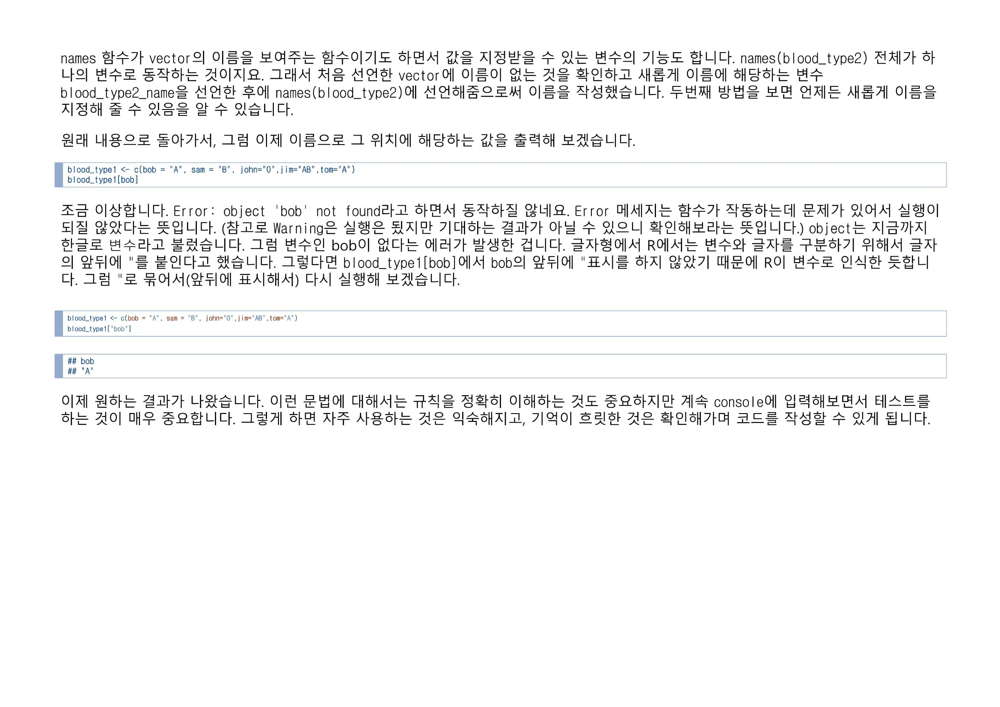 names 함수가 vector의 이름을 보여주는 함수이기도 하면서 값을 지정받을 수 있는 변수의 기능도 합니다. names(blood_type2) 전체가 하
나의 변수로 동작하는 것이지요. 그래서 처음 선언한 vector에 이름이 없는 것을 확인하고 새롭게 이름에 해당하는 변수
blood_type2_name을 선언한 후에 names(blood_type2)에 선언해줌으로써 이름을 작성했습니다. 두번째 방법을 보면 언제든 새롭게 이름을
지정해 줄 수 있음을 알 수 있습니다.
원래 내용으로 돌아가서, 그럼 이제 이름으로 그 위치에 해당하는 값을 출력해 보겠습니다.
blood_type1 <- c(bob = "A", sam = "B", john="O",jim="AB",tom="A")
blood_type1[bob]
조금 이상합니다. Error: object 'bob' not found라고 하면서 동작하질 않네요. Error 메세지는 함수가 작동하는데 문제가 있어서 실행이
되질 않았다는 뜻입니다. (참고로 Warning은 실행은 됬지만 기대하는 결과가 아닐 수 있으니 확인해보라는 뜻입니다.) object는 지금까지
한글로 변수라고 불렀습니다. 그럼 변수인 bob이 없다는 에러가 발생한 겁니다. 글자형에서 R에서는 변수와 글자를 구분하기 위해서 글자
의 앞뒤에 "를 붙인다고 했습니다. 그렇다면 blood_type1[bob]에서 bob의 앞뒤에 "표시를 하지 않았기 때문에 R이 변수로 인식한 듯합니
다. 그럼 "로 묶어서(앞뒤에 표시해서) 다시 실행해 보겠습니다.
blood_type1 <- c(bob = "A", sam = "B", john="O",jim="AB",tom="A")
blood_type1["bob"]
## bob
## "A"
이제 원하는 결과가 나왔습니다. 이런 문법에 대해서는 규칙을 정확히 이해하는 것도 중요하지만 계속 console에 입력해보면서 테스트를
하는 것이 매우 중요합니다. 그렇게 하면 자주 사용하는 것은 익숙해지고, 기억이 흐릿한 것은 확인해가며 코드를 작성할 수 있게 됩니다.